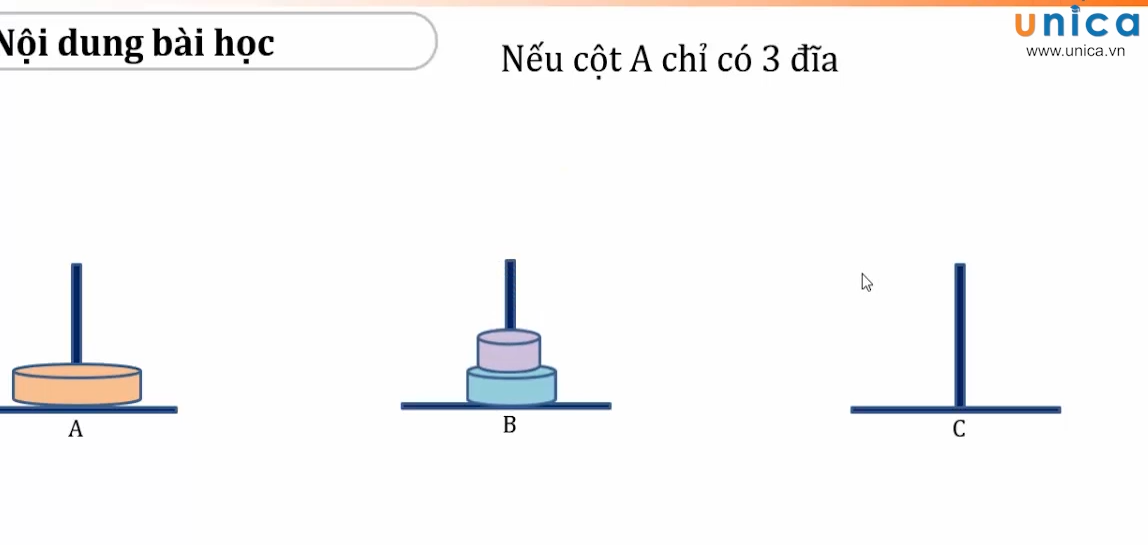 Nội dung bài học
Nếu cột A chỉ có 3 đĩa
unica
www.unica.vn
A
B
C